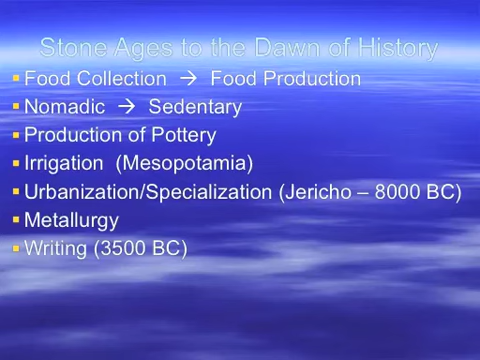 Stone Ages to the Dawn of History
▪ Food Collection → Food Production
▪ Nomadic → Sedentary
▪ Production of Pottery
▪ Irrigation (Mesopotamia)
▪ Urbanization/Specialization (Jericho – 8000 BC)
▪ Metallurgy
▪ Writing (3500 BC)